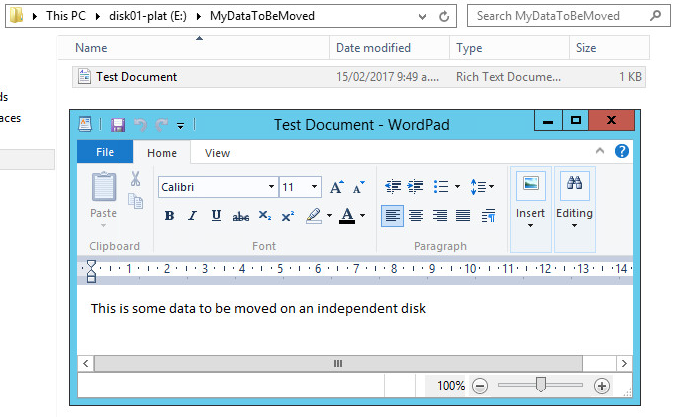 This PC ▸ disk01-plat (E:) ▸ MyDataToBeMoved
Search MyDataToBeMoved
Name Date modified Type Size
Test Document 15/02/2017 9:49 a.... Rich Text Docume... 1 KB
ds
aces
Test Document - WordPad
File Home View
Calibri 11
Paste
B I U abc X₂ X² A
Insert Editing
Clipboard Font Paragraph
1 2 3 4 5 6 7 8 9 10 11 12 13 14
This is some data to be moved on an independent disk
100%